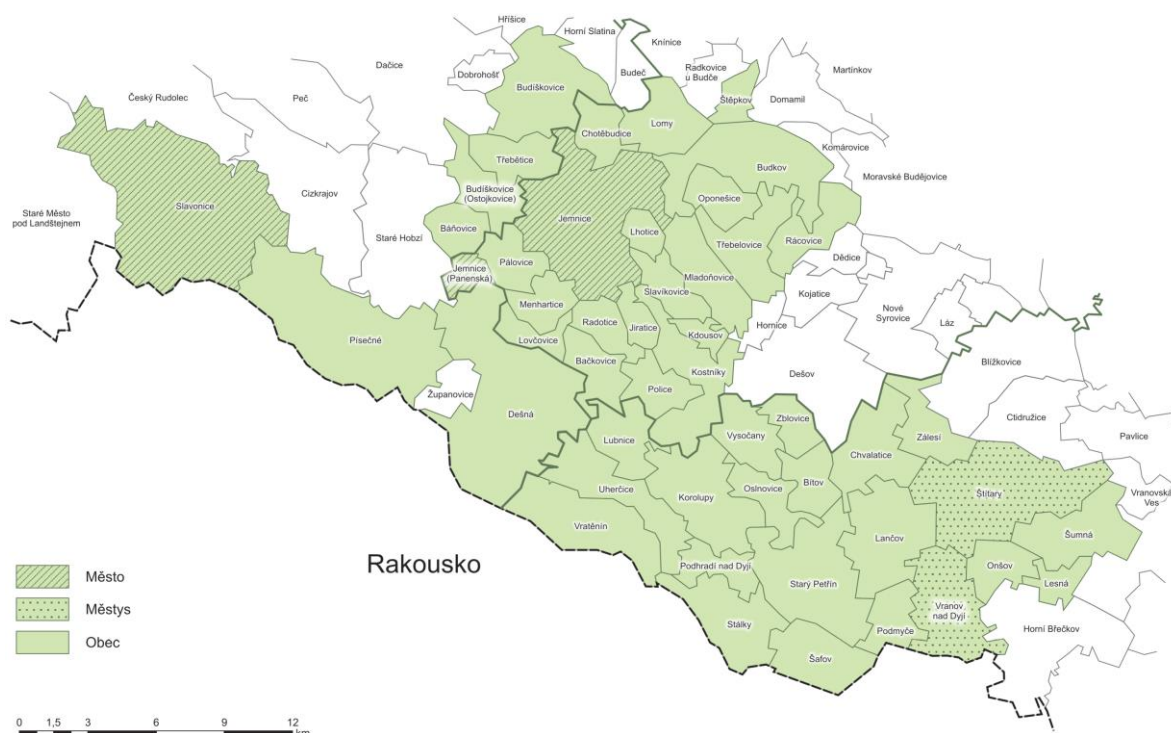 Hříšice
Horní Slatina
Knínice
Dačice
Dobrohošť
Budeč
Radkovice
u Budče
Martínkov
Budíškovice
Štěpkov
Domamil
Český Rudolec
Peč
Chotěbudice
Lomy
Komárovice
Třebětice
Budkov
Moravské Budějovice
Cizkrajov
Budíškovice
(Ostojkovice)
Oponešice
Slavonice
Staré Město
pod Landštejnem
Jemnice
Báňovice
Staré Hobzí
Lhotice
Třebelovice
Rácovice
Dědice
Pálovice
Jemnice
(Panenská)
Mladoňovice
Slavíkovice
Kojatice
Menhartice
Nové
Syrovice
Láz
Radotice
Jiratice
Hornice
Písečné
Lovčovice
Kdousov
Bačkovice
Kostníky
Dešov
Blížkovice
Županovice
Police
Dešná
Ctidružice
Zblovice
Pavlice
Lubnice
Vysočany
Zálesí
Chvalatice
Uherčice
Korolupy
Oslnovice
Bítov
Štítary
Vranovská
Ves
Vratěnín
Lančov
Šumná
Rakousko
Podhradí nad Dyjí
Starý Petřín
Onšov
Lesná
Město
Městys
Obec
Stálky
Podmyče
Vranov
nad Dyjí
Horní Břečkov
Šafov
0 1,5 3 6 9 12
km